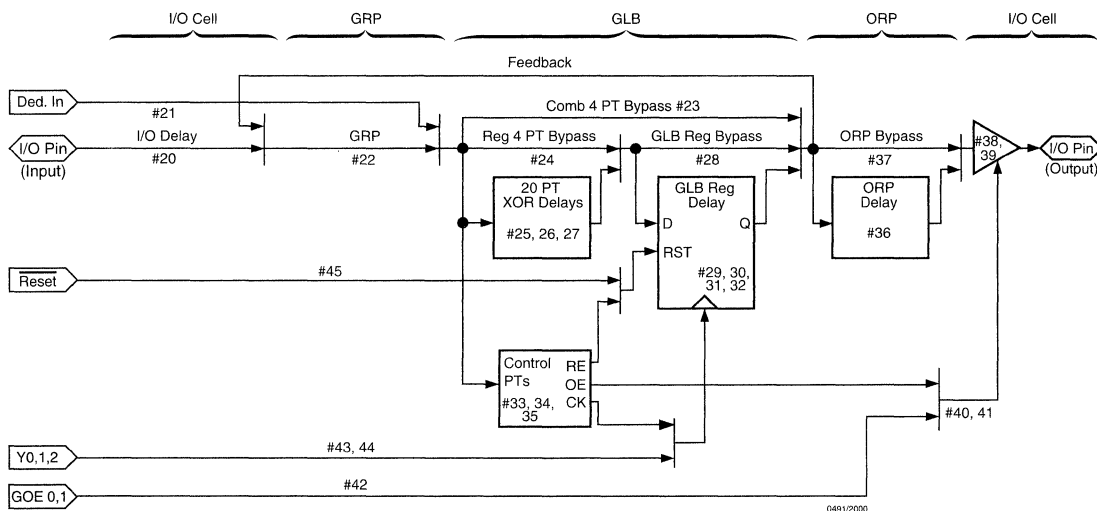 I/O Cell
GRP
GLB
ORP
I/O Cell
Feedback
Ded. In
#21
Comb 4 PT Bypass #23
I/O Pin
(Input)
I/O Delay
#20
GRP
#22
Reg 4 PT Bypass
#24
GLB Reg Bypass
#28
ORP Bypass
#37
#38,
39
I/O Pin
(Output)
20 PT
XOR Delays
#25, 26, 27
GLB Reg
Delay
D
Q
RST
#29, 30,
31, 32
ORP
Delay
#36
Reset
#45
Control
PTs
#33, 34,
35
RE
OE
CK
#40, 41
Y0,1,2
#43, 44
GOE 0,1
#42
0491/2000